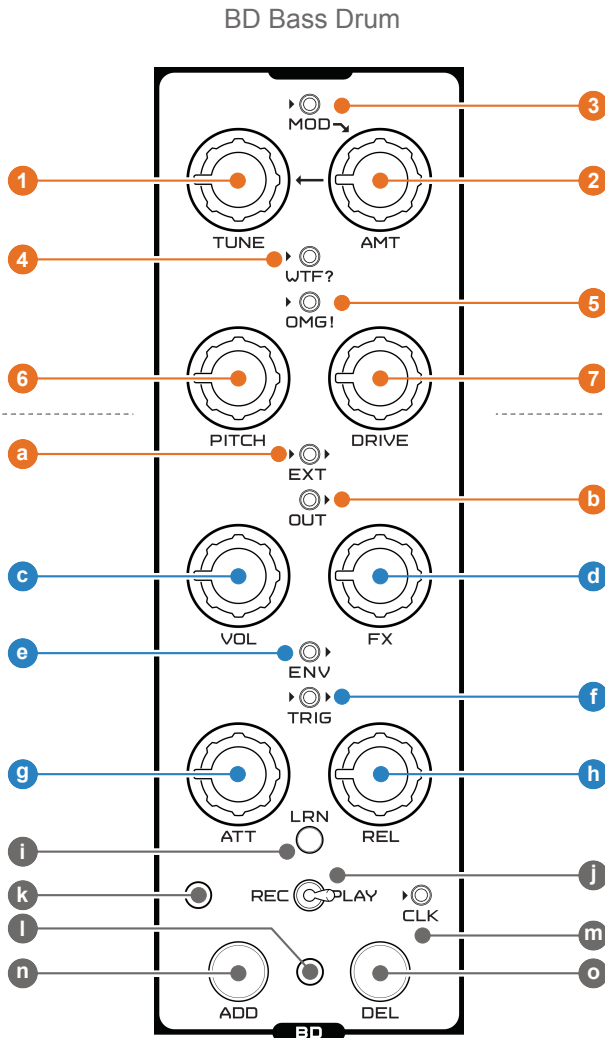 BD Bass Drum
3
MOD
1
2
TUNE
AMT
4
WTF?
5
OMG!
6
7
PITCH
DRIVE
a
EXT
b
OUT
c
d
VOL
FX
e
ENV
f
TRIG
g
h
ATT
LRN
REL
i
j
k
REC
PLAY
CLK
l
m
n
o
ADD
DEL
BD